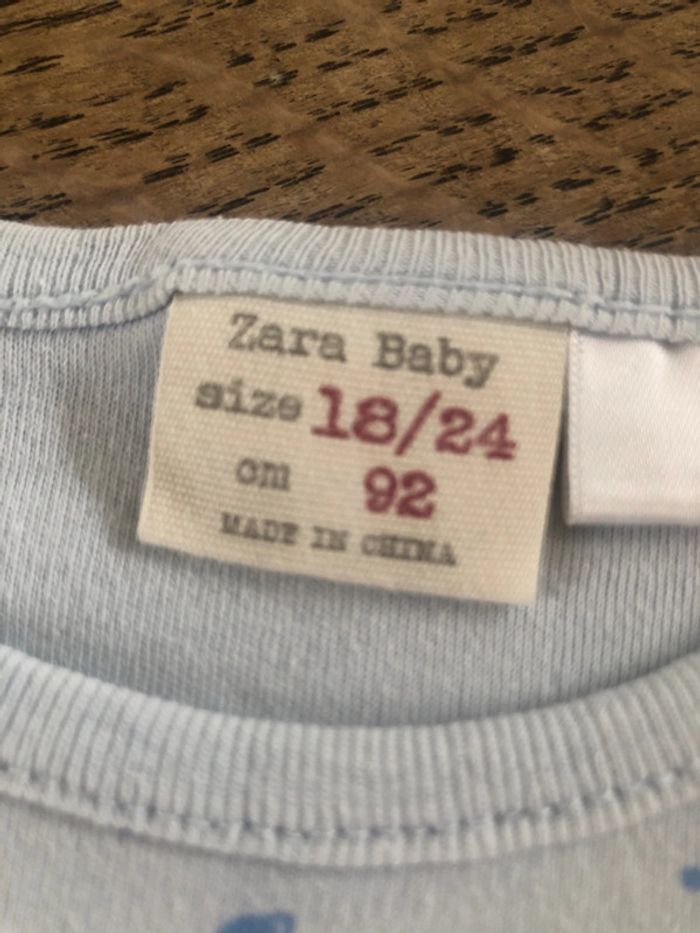 Zara Baby
size 18/24
cm 92
MADE IN CHINA